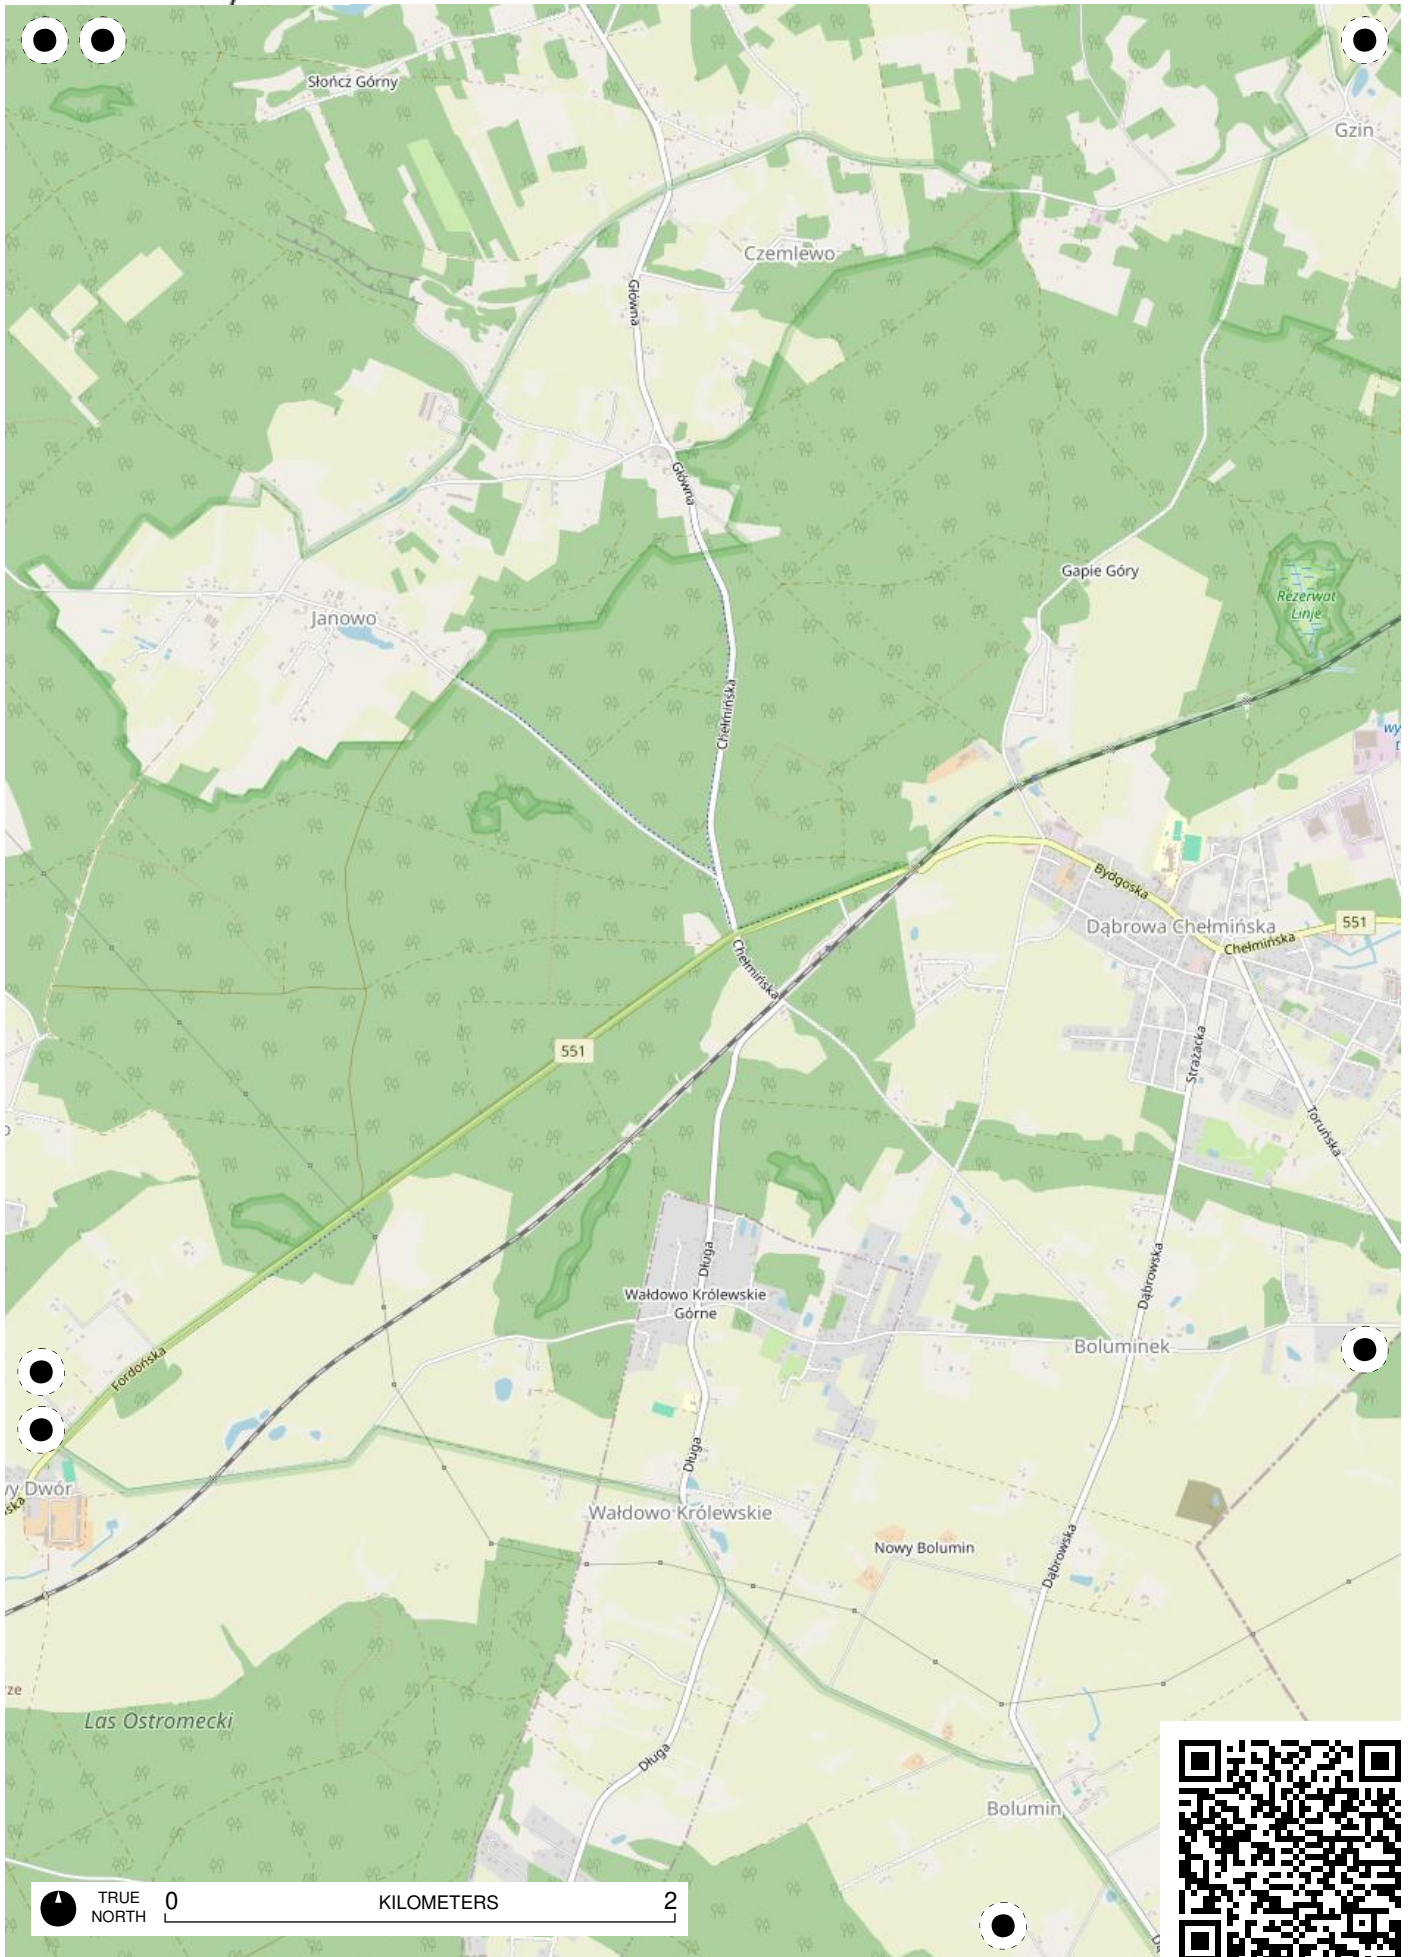 Słończ Górny
Gzin
Czemlewo
Główna
Główna
Gapie Góry
Rezerwat
Linje
Janowo
Chełmińska
Bydgoska
Dąbrowa Chełmińska
551
Chełmińska
Chełmińska
551
Strażacka
Toruńska
Długa
Dąbrowska
Wałdowo Królewskie
Górne
Boluminek
Fordońska
Długa
Wałdowo Królewskie
Nowy Bolumin
Dąbrowska
Las Ostromecki
Długa
Bolumin
TRUE
NORTH
0 KILOMETERS 2